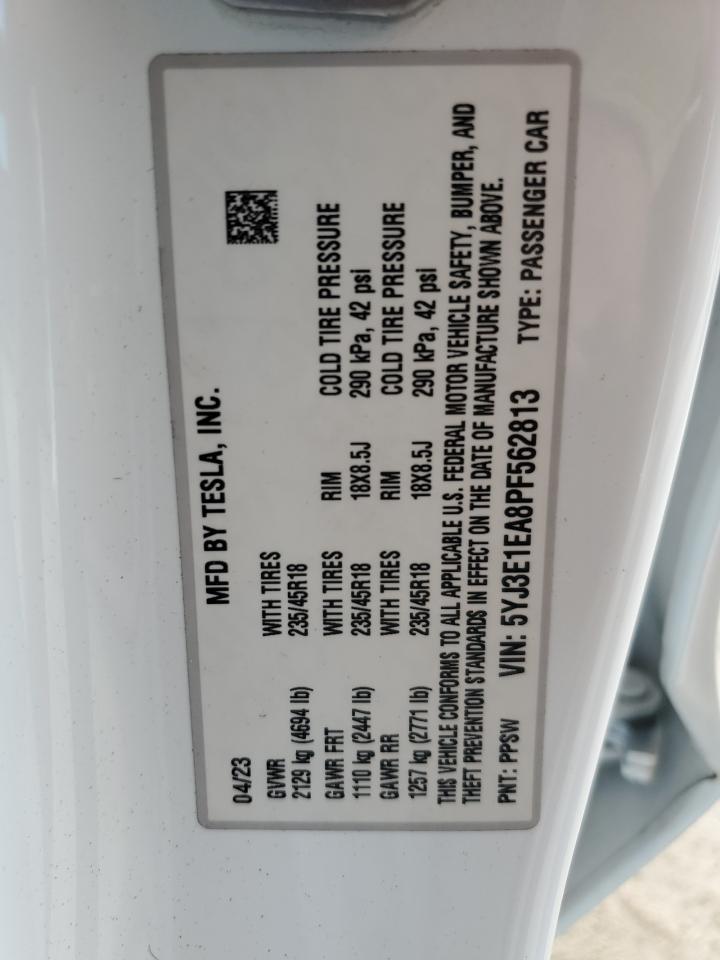 MFD BY TESLA, INC.
04/23
GVWR WITH TIRES
2129 kg (4694 lb) 235/45R18
GAWR FRT WITH TIRES RIM COLD TIRE PRESSURE
1110 kg (2447 lb) 235/45R18 18X8.5J 290 kPa, 42 psi
GAWR RR WITH TIRES RIM COLD TIRE PRESSURE
1257 kg (2771 lb) 235/45R18 18X8.5J 290 kPa, 42 psi
THIS VEHICLE CONFORMS TO ALL APPLICABLE U.S. FEDERAL MOTOR VEHICLE SAFETY, BUMPER, AND
THEFT PREVENTION STANDARDS IN EFFECT ON THE DATE OF MANUFACTURE SHOWN ABOVE.
PNT: PPSW VIN: 5YJ3E1EA8PF562813 TYPE: PASSENGER CAR